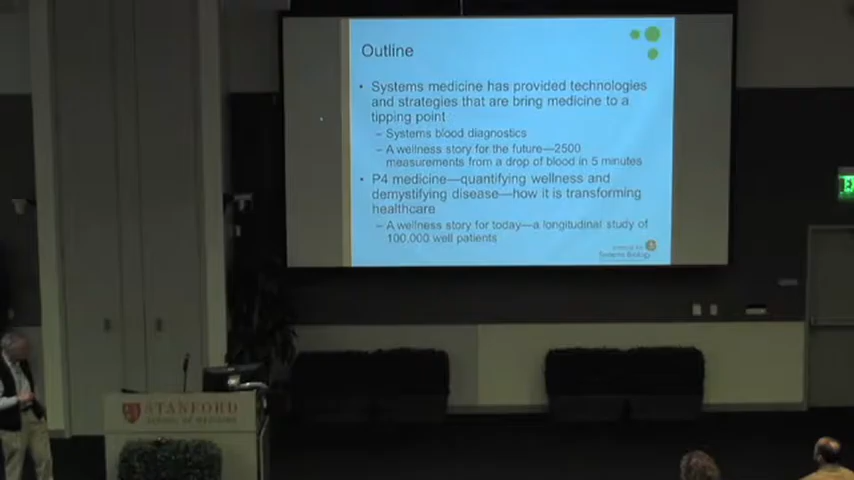 Outline
• Systems medicine has provided technologies
and strategies that are bring medicine to a
tipping point
– Systems blood diagnostics
– A wellness story for the future—2500
measurements from a drop of blood in 5 minutes
• P4 medicine—quantifying wellness and
demystifying disease—how it is transforming
healthcare
– A wellness story for today—a longitudinal study of
100,000 well patients
Systems Biology
STANFORD
SCHOOL OF MEDICINE